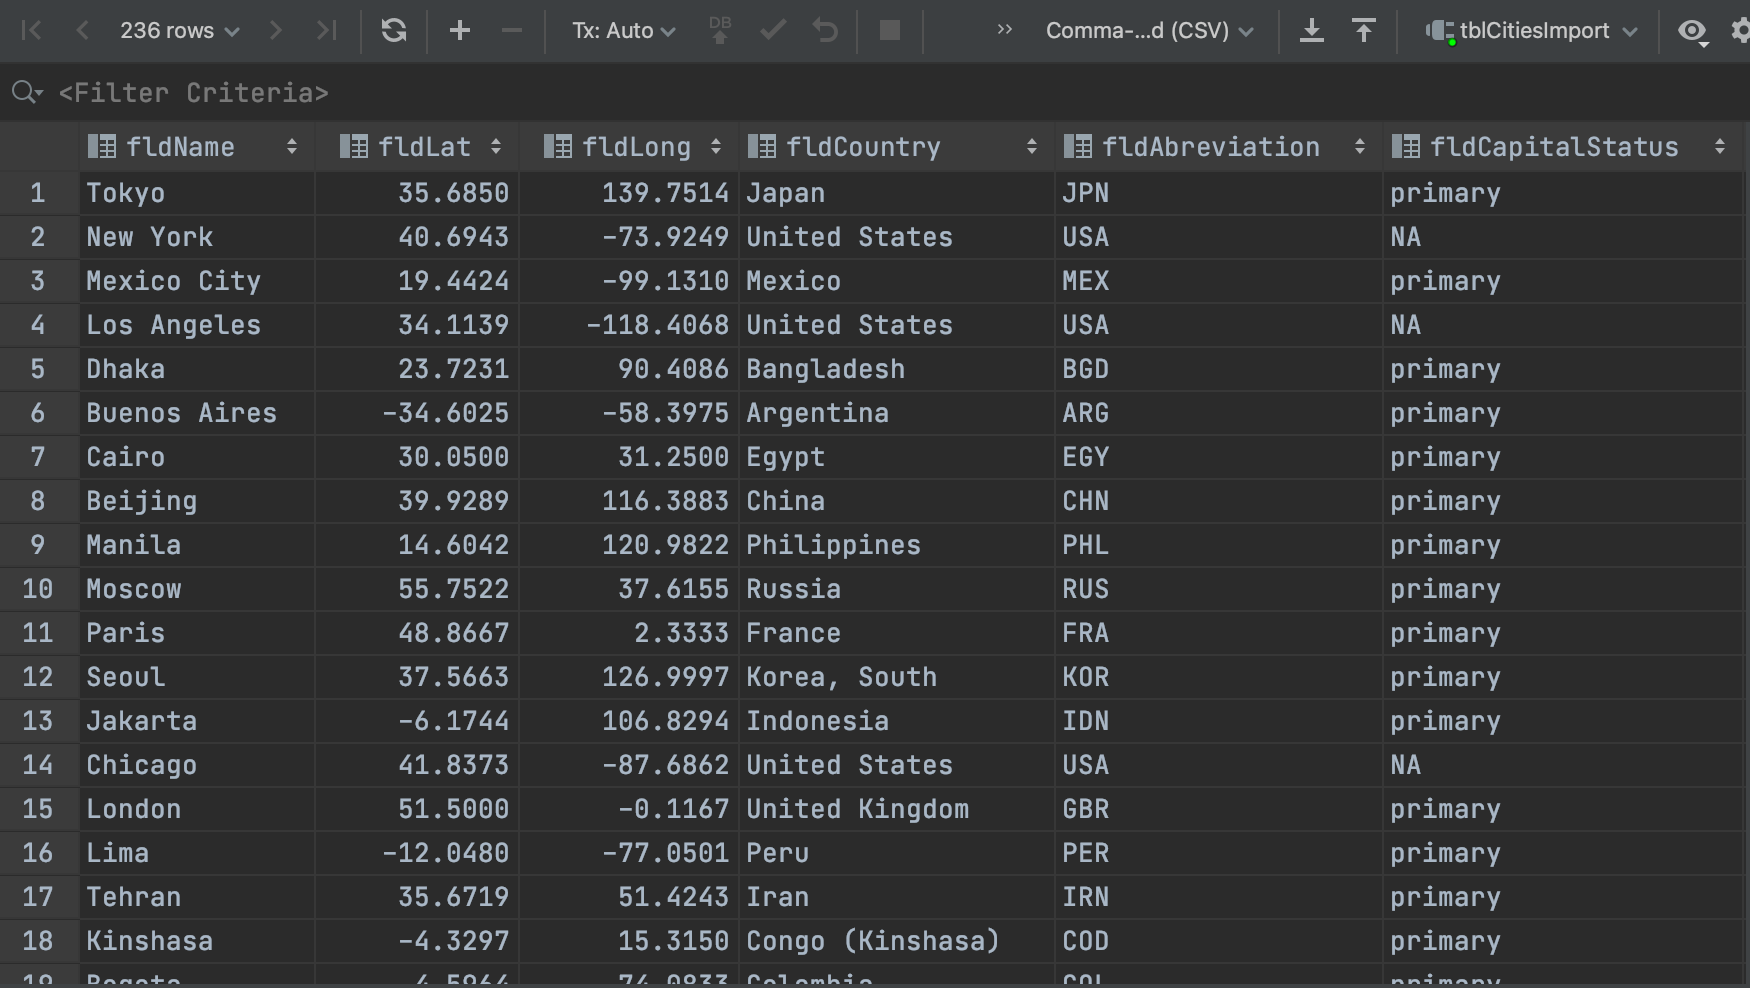 236 rows Tx: Auto DB Comma-...d (CSV) tblCitiesImport
<Filter Criteria>
fldName fldLat fldLong fldCountry fldAbreviation fldCapitalStatus
1 Tokyo 35.6850 139.7514 Japan JPN primary
2 New York 40.6943 -73.9249 United States USA NA
3 Mexico City 19.4424 -99.1310 Mexico MEX primary
4 Los Angeles 34.1139 -118.4068 United States USA NA
5 Dhaka 23.7231 90.4086 Bangladesh BGD primary
6 Buenos Aires -34.6025 -58.3975 Argentina ARG primary
7 Cairo 30.0500 31.2500 Egypt EGY primary
8 Beijing 39.9289 116.3883 China CHN primary
9 Manila 14.6042 120.9822 Philippines PHL primary
10 Moscow 55.7522 37.6155 Russia RUS primary
11 Paris 48.8667 2.3333 France FRA primary
12 Seoul 37.5663 126.9997 Korea, South KOR primary
13 Jakarta -6.1744 106.8294 Indonesia IDN primary
14 Chicago 41.8373 -87.6862 United States USA NA
15 London 51.5000 -0.1167 United Kingdom GBR primary
16 Lima -12.0480 -77.0501 Peru PER primary
17 Tehran 35.6719 51.4243 Iran IRN primary
18 Kinshasa -4.3297 15.3150 Congo (Kinshasa) COD primary
19 Bogota Colombia COL primary